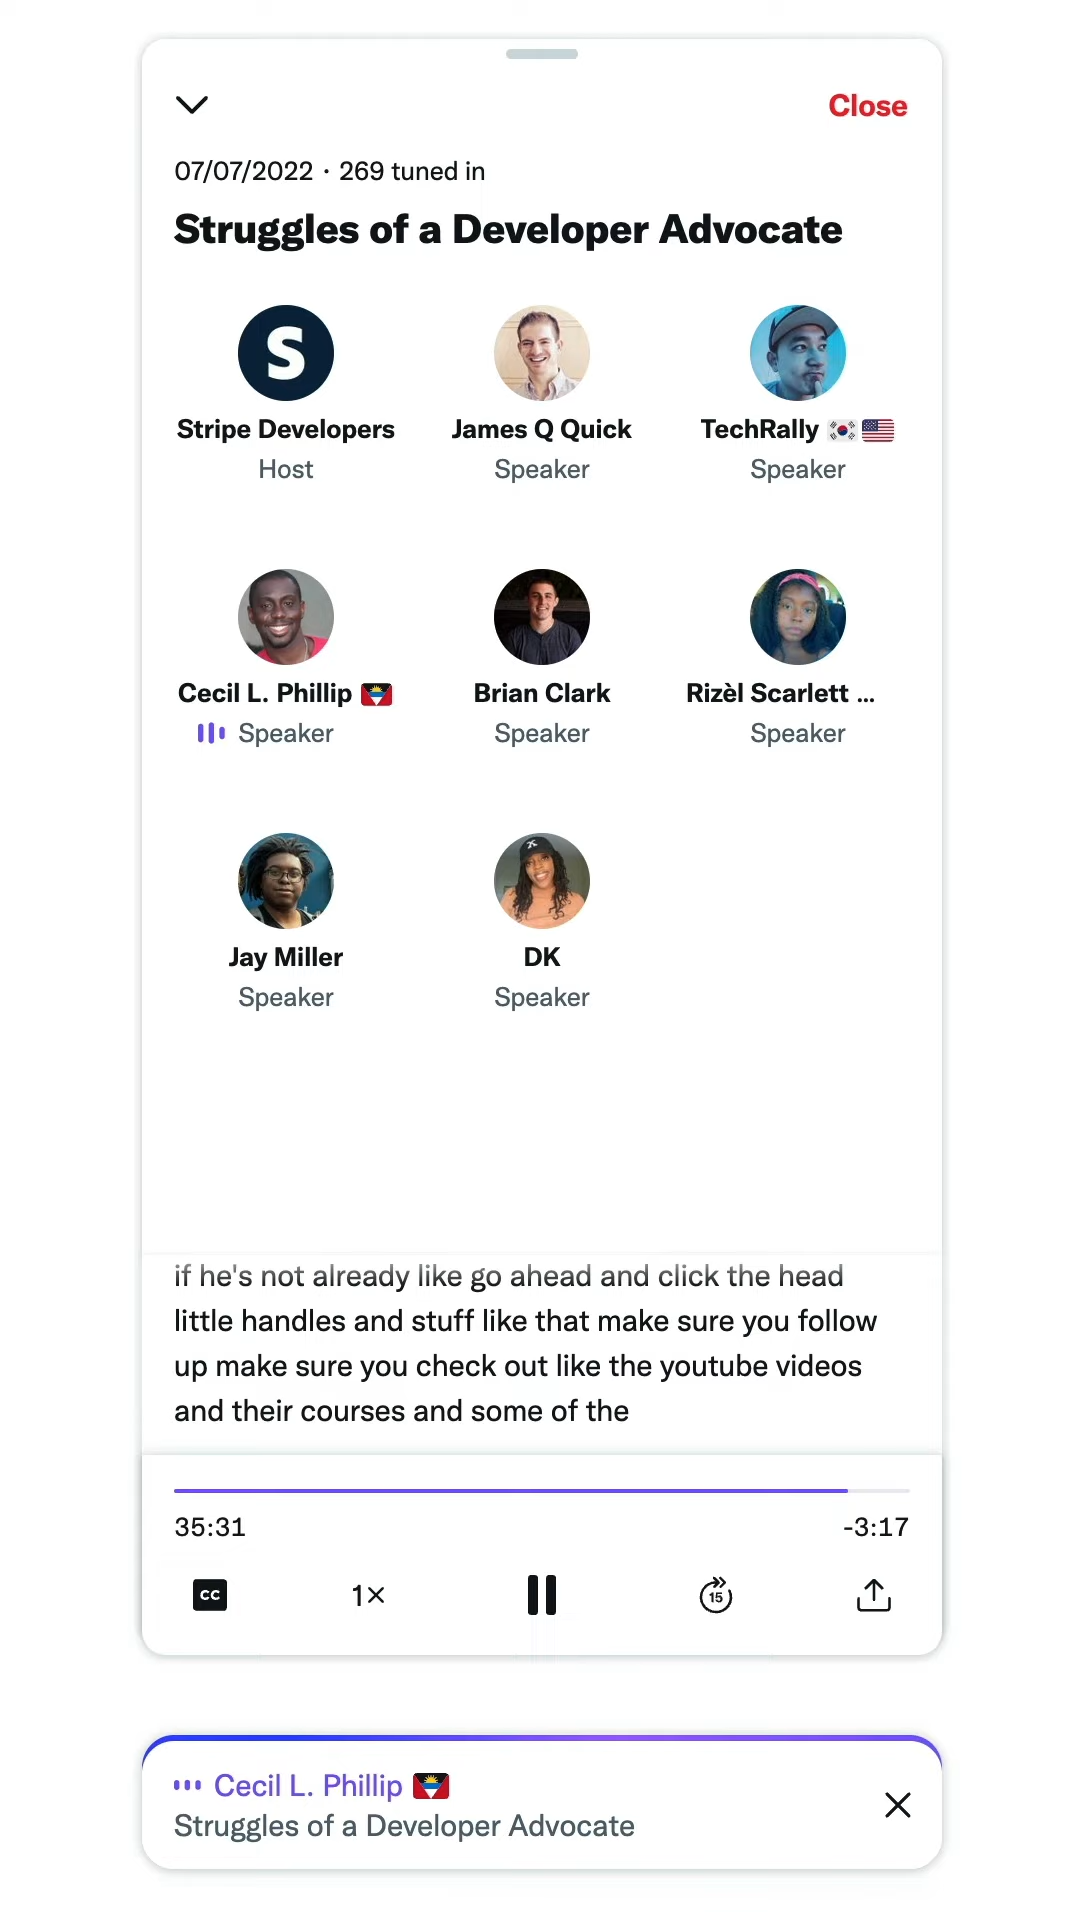 Close
07/07/2022 · 269 tuned in
Struggles of a Developer Advocate
S
Stripe Developers
Host
James Q Quick
Speaker
TechRally 🇰🇷🇺🇸
Speaker
Cecil L. Phillip 🇦🇬
Speaker
Brian Clark
Speaker
Rizèl Scarlett ...
Speaker
Jay Miller
Speaker
DK
Speaker
if he's not already like go ahead and click the head
little handles and stuff like that make sure you follow
up make sure you check out like the youtube videos
and their courses and some of the
35:31
-3:17
CC
1×
15
Cecil L. Phillip 🇦🇬
Struggles of a Developer Advocate